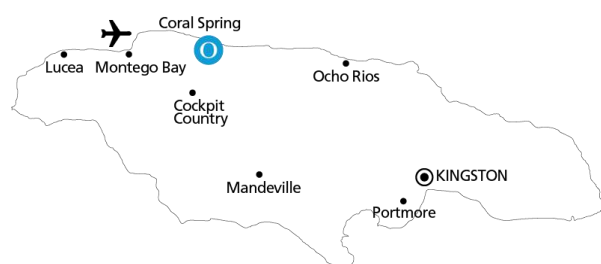 Coral Spring
O
Lucea
Montego Bay
Ocho Rios
Cockpit
Country
Mandeville
KINGSTON
Portmore